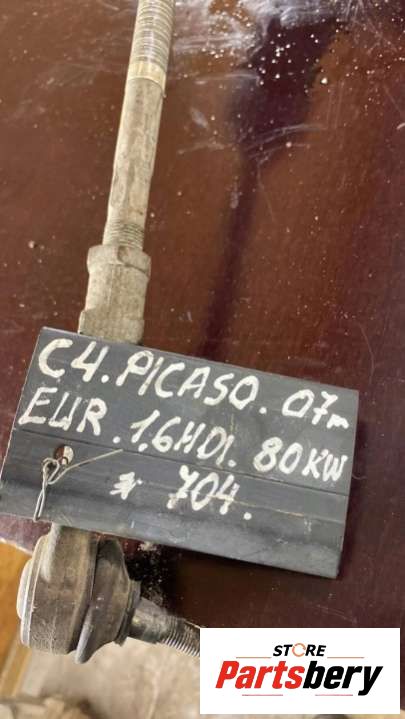 C4. PICASO. 07m
EUR. 1.6HDI. 80KW
* 704.
STORE
Partsbery